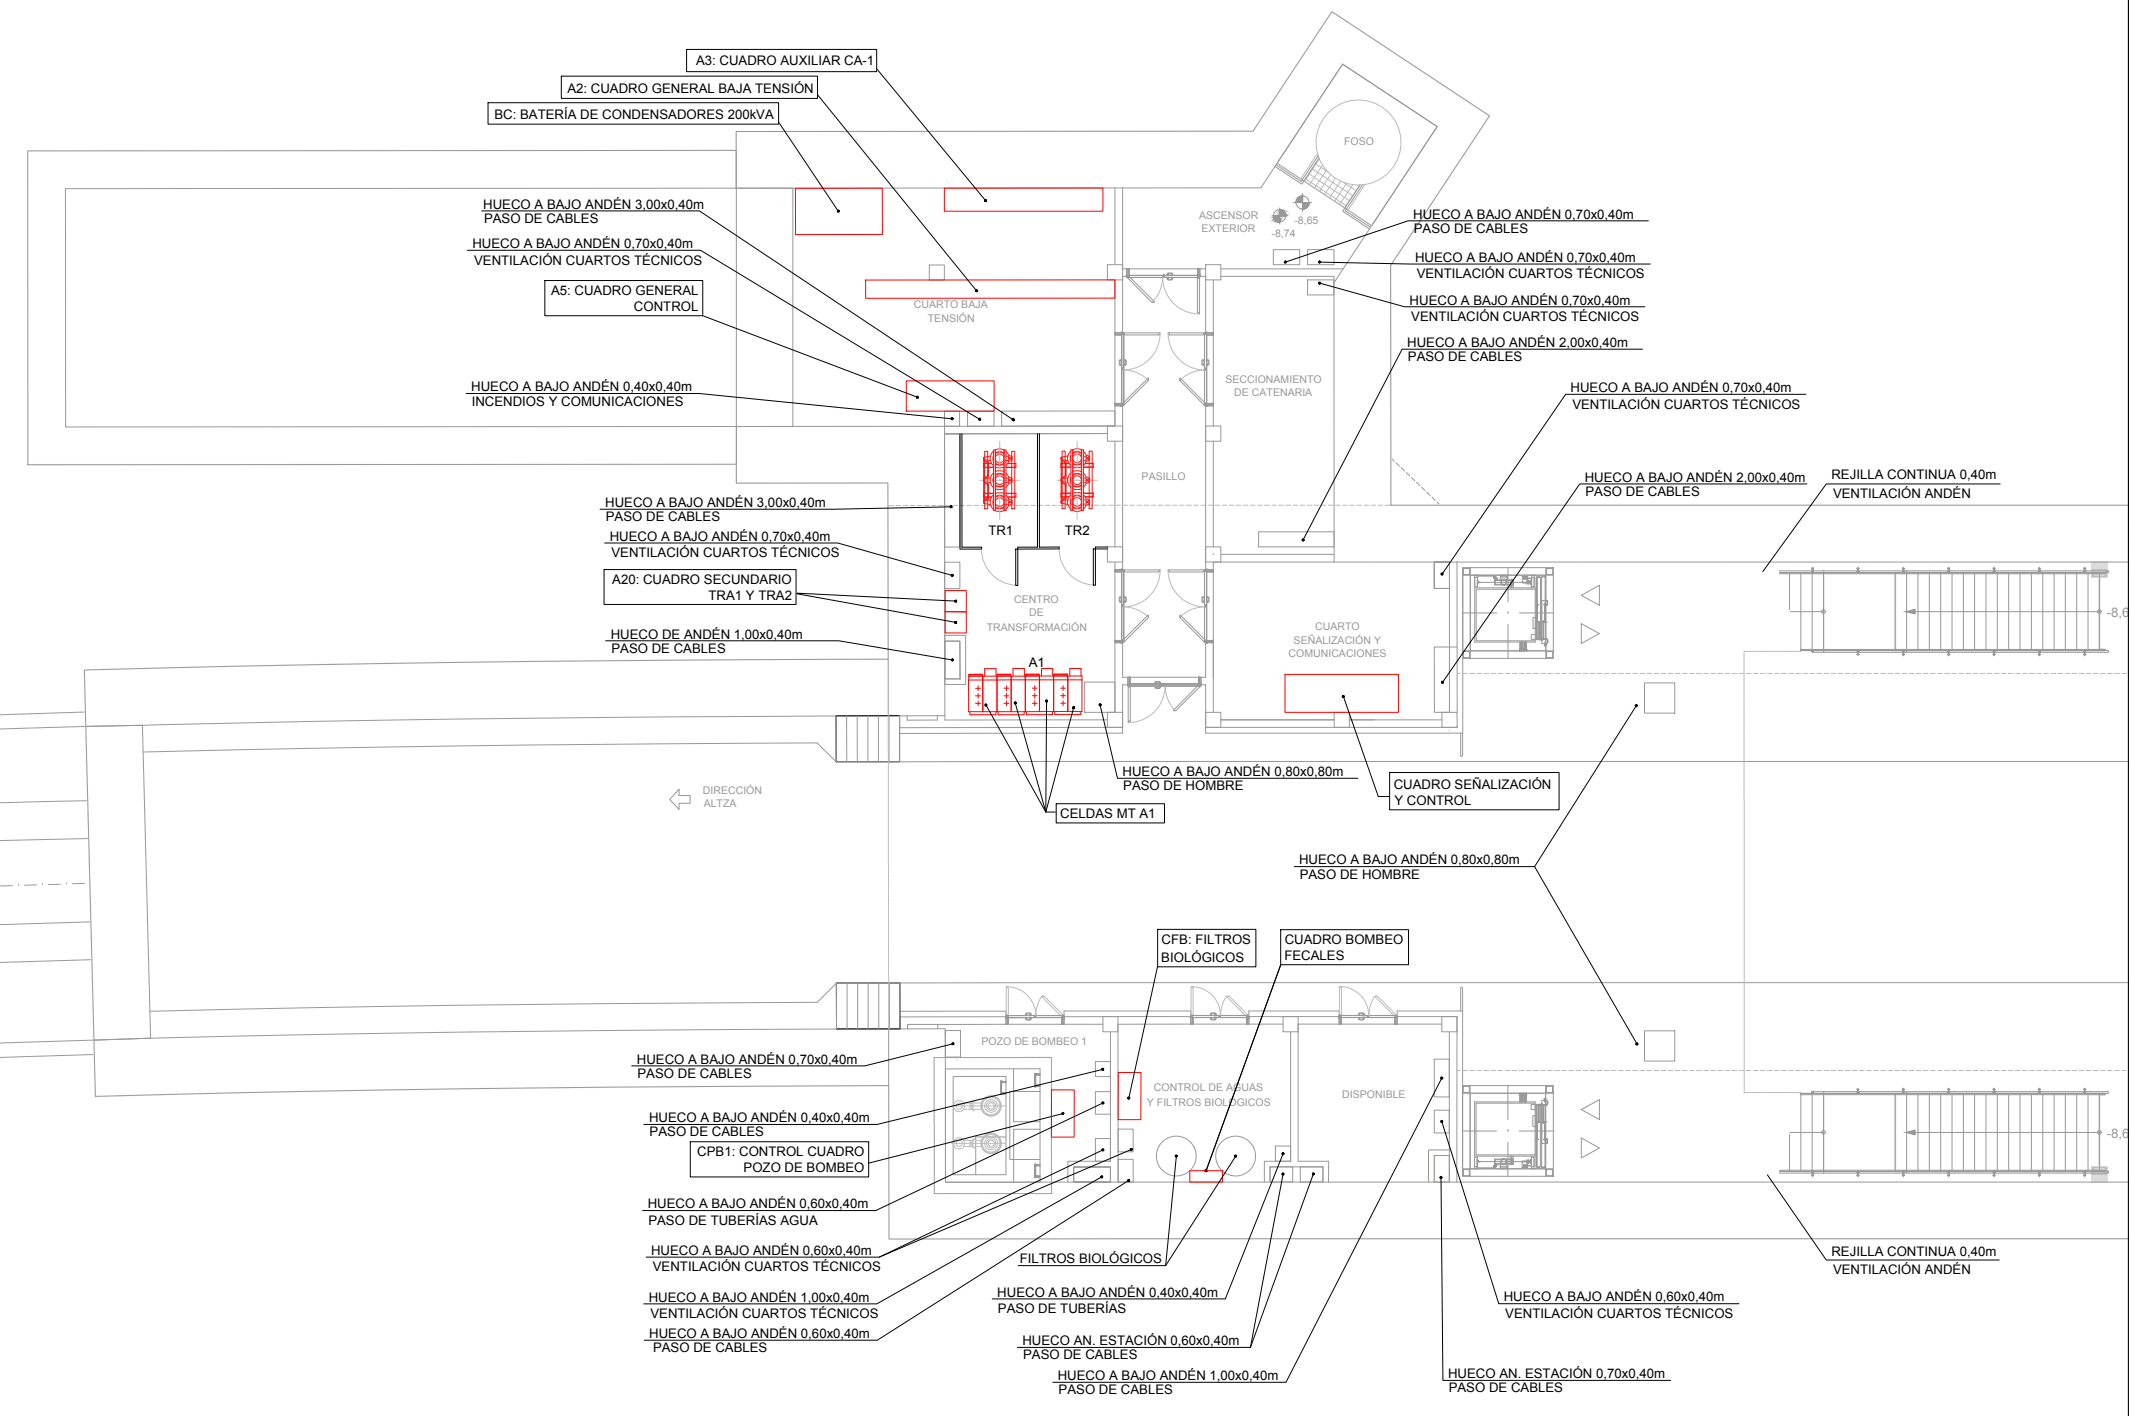 A3: CUADRO AUXILIAR CA-1
A2: CUADRO GENERAL BAJA TENSIÓN
BC: BATERÍA DE CONDENSADORES 200kVA
HUECO A BAJO ANDÉN 3,00x0,40m
PASO DE CABLES
HUECO A BAJO ANDÉN 0,70x0,40m
VENTILACIÓN CUARTOS TÉCNICOS
A5: CUADRO GENERAL
CONTROL
HUECO A BAJO ANDÉN 0,40x0,40m
INCENDIOS Y COMUNICACIONES
CUARTO BAJA
TENSIÓN
FOSO
ASCENSOR
EXTERIOR
-8,65
-8,74
HUECO A BAJO ANDÉN 0,70x0,40m
PASO DE CABLES
HUECO A BAJO ANDÉN 0,70x0,40m
VENTILACIÓN CUARTOS TÉCNICOS
HUECO A BAJO ANDÉN 0,70x0,40m
VENTILACIÓN CUARTOS TÉCNICOS
HUECO A BAJO ANDÉN 2,00x0,40m
PASO DE CABLES
SECCIONAMIENTO
DE CATENARIA
HUECO A BAJO ANDÉN 0,70x0,40m
VENTILACIÓN CUARTOS TÉCNICOS
PASILLO
HUECO A BAJO ANDÉN 2,00x0,40m
PASO DE CABLES
REJILLA CONTINUA 0,40m
VENTILACIÓN ANDÉN
HUECO A BAJO ANDÉN 3,00x0,40m
PASO DE CABLES
TR1
TR2
HUECO A BAJO ANDÉN 0,70x0,40m
VENTILACIÓN CUARTOS TÉCNICOS
A20: CUADRO SECUNDARIO
TRA1 Y TRA2
CENTRO
DE
TRANSFORMACIÓN
HUECO DE ANDÉN 1,00x0,40m
PASO DE CABLES
A1
CUARTO
SEÑALIZACIÓN Y
COMUNICACIONES
-8,6
DIRECCIÓN
ALTZA
HUECO A BAJO ANDÉN 0,80x0,80m
PASO DE HOMBRE
CELDAS MT A1
CUADRO SEÑALIZACIÓN
Y CONTROL
HUECO A BAJO ANDÉN 0,80x0,80m
PASO DE HOMBRE
CFB: FILTROS
BIOLÓGICOS
CUADRO BOMBEO
FECALES
POZO DE BOMBEO 1
HUECO A BAJO ANDÉN 0,70x0,40m
PASO DE CABLES
CONTROL DE AGUAS
Y FILTROS BIOLÓGICOS
DISPONIBLE
HUECO A BAJO ANDÉN 0,40x0,40m
PASO DE CABLES
-8,6
CPB1: CONTROL CUADRO
POZO DE BOMBEO
HUECO A BAJO ANDÉN 0,60x0,40m
PASO DE TUBERÍAS AGUA
HUECO A BAJO ANDÉN 0,60x0,40m
VENTILACIÓN CUARTOS TÉCNICOS
FILTROS BIOLÓGICOS
REJILLA CONTINUA 0,40m
VENTILACIÓN ANDÉN
HUECO A BAJO ANDÉN 1,00x0,40m
VENTILACIÓN CUARTOS TÉCNICOS
HUECO A BAJO ANDÉN 0,40x0,40m
PASO DE TUBERÍAS
HUECO A BAJO ANDÉN 0,60x0,40m
VENTILACIÓN CUARTOS TÉCNICOS
HUECO A BAJO ANDÉN 0,60x0,40m
PASO DE CABLES
HUECO AN. ESTACIÓN 0,60x0,40m
PASO DE CABLES
HUECO A BAJO ANDÉN 1,00x0,40m
PASO DE CABLES
HUECO AN. ESTACIÓN 0,70x0,40m
PASO DE CABLES